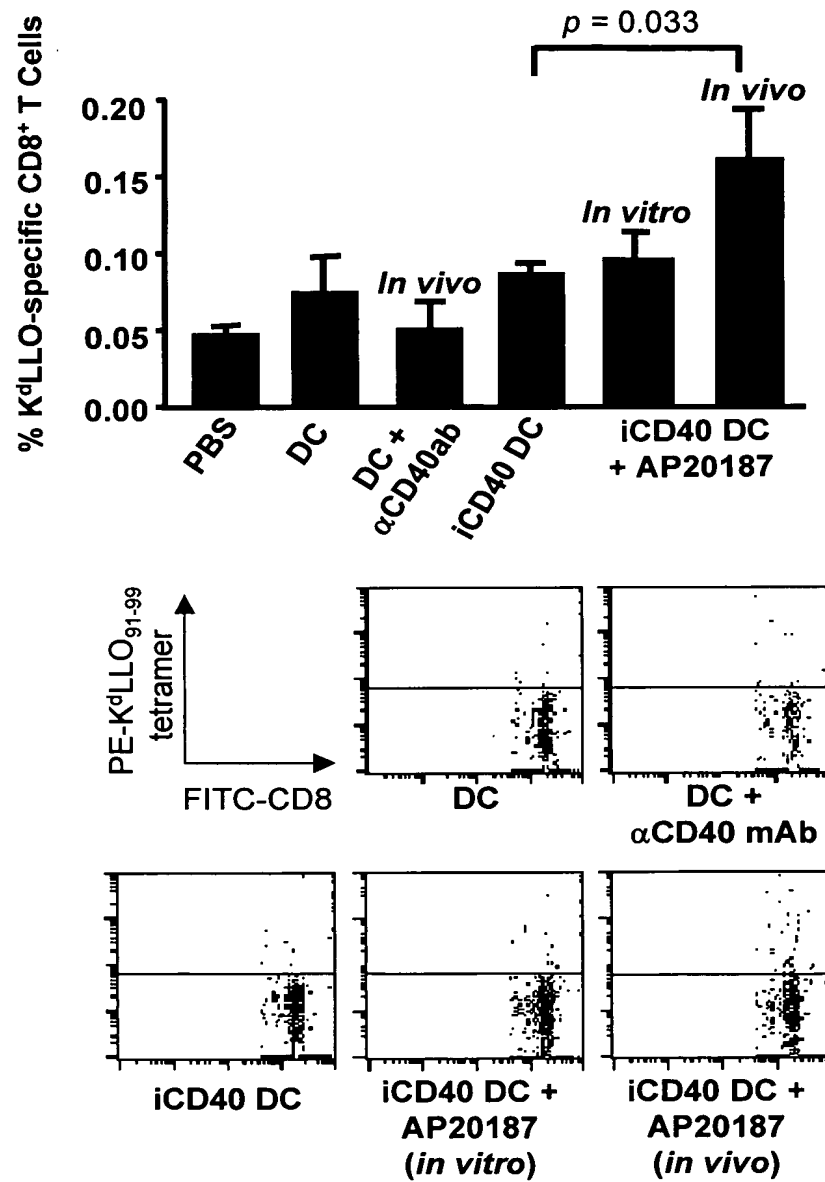 p = 0.033
% KᵈLLO-specific CD8⁺ T Cells
0.20
0.15
0.10
0.05
0.00
In vivo
In vitro
In vivo
PBS
DC
DC +
αCD40ab
iCD40 DC
iCD40 DC
+ AP20187
PE-KᵈLLO₉₁₋₉₉
tetramer
FITC-CD8
DC
DC +
αCD40 mAb
iCD40 DC
iCD40 DC +
AP20187
(in vitro)
iCD40 DC +
AP20187
(in vivo)